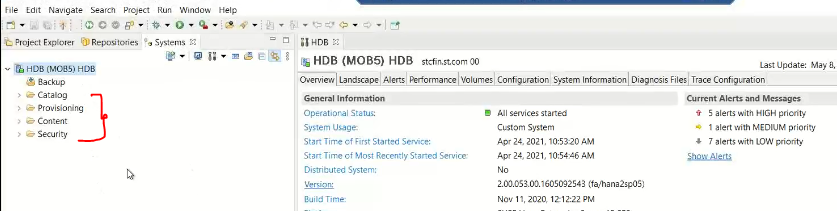 File Edit Navigate Search Project Run Window Help
Project Explorer Repositories Systems
HDB (MOB5) HDB
Backup
Catalog
Provisioning
Content
Security
HDB
HDB (MOB5) HDB stcfin.st.com 00
Last Update: May 8,
Overview Landscape Alerts Performance Volumes Configuration System Information Diagnosis Files Trace Configuration
General Information
Operational Status: All services started
System Usage: Custom System
Start Time of First Started Service: Apr 24, 2021, 10:53:20 AM
Start Time of Most Recently Started Service: Apr 24, 2021, 10:54:46 AM
Distributed System: No
Version: 2.00.053.00.1605092543 (fa/hana2sp05)
Build Time: Nov 11, 2020, 12:12:22 PM
Current Alerts and Messages
5 alerts with HIGH priority
1 alert with MEDIUM priority
7 alerts with LOW priority
Show Alerts